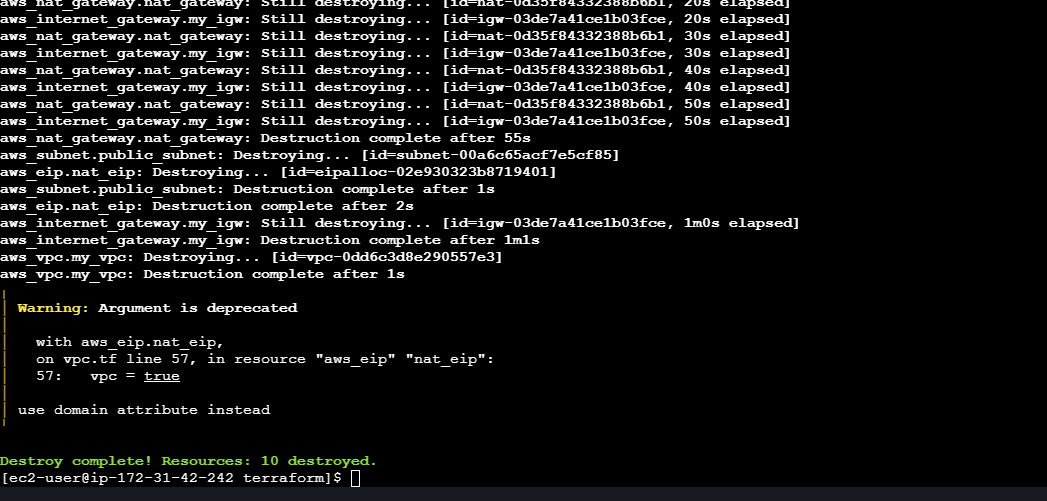 aws_nat_gateway.nat_gateway: Still destroying... [id=nat-0d35f84332388b6b1, 20s elapsed]
aws_internet_gateway.my_igw: Still destroying... [id=igw-03de7a41ce1b03fce, 20s elapsed]
aws_nat_gateway.nat_gateway: Still destroying... [id=nat-0d35f84332388b6b1, 30s elapsed]
aws_internet_gateway.my_igw: Still destroying... [id=igw-03de7a41ce1b03fce, 30s elapsed]
aws_nat_gateway.nat_gateway: Still destroying... [id=nat-0d35f84332388b6b1, 40s elapsed]
aws_internet_gateway.my_igw: Still destroying... [id=igw-03de7a41ce1b03fce, 40s elapsed]
aws_nat_gateway.nat_gateway: Still destroying... [id=nat-0d35f84332388b6b1, 50s elapsed]
aws_internet_gateway.my_igw: Still destroying... [id=igw-03de7a41ce1b03fce, 50s elapsed]
aws_nat_gateway.nat_gateway: Destruction complete after 55s
aws_subnet.public_subnet: Destroying... [id=subnet-00a6c65acf7e5cf85]
aws_eip.nat_eip: Destroying... [id=eipalloc-02e930323b8719401]
aws_subnet.public_subnet: Destruction complete after 1s
aws_eip.nat_eip: Destruction complete after 2s
aws_internet_gateway.my_igw: Still destroying... [id=igw-03de7a41ce1b03fce, 1m0s elapsed]
aws_internet_gateway.my_igw: Destruction complete after 1m1s
aws_vpc.my_vpc: Destroying... [id=vpc-0dd6c3d8e290557e3]
aws_vpc.my_vpc: Destruction complete after 1s
Warning: Argument is deprecated
with aws_eip.nat_eip,
on vpc.tf line 57, in resource "aws_eip" "nat_eip":
57:   vpc = true
use domain attribute instead
Destroy complete! Resources: 10 destroyed.
[ec2-user@ip-172-31-42-242 terraform]$